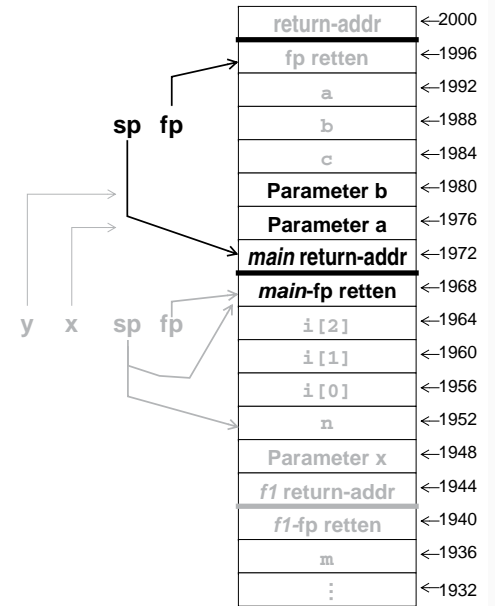 return-addr ←2000
fp retten ←1996
a ←1992
b ←1988
sp fp
c ←1984
Parameter b ←1980
Parameter a ←1976
main return-addr ←1972
main-fp retten ←1968
y x sp fp
i[2] ←1964
i[1] ←1960
i[0] ←1956
n ←1952
Parameter x ←1948
f1 return-addr ←1944
f1-fp retten ←1940
m ←1936
⋮ ←1932